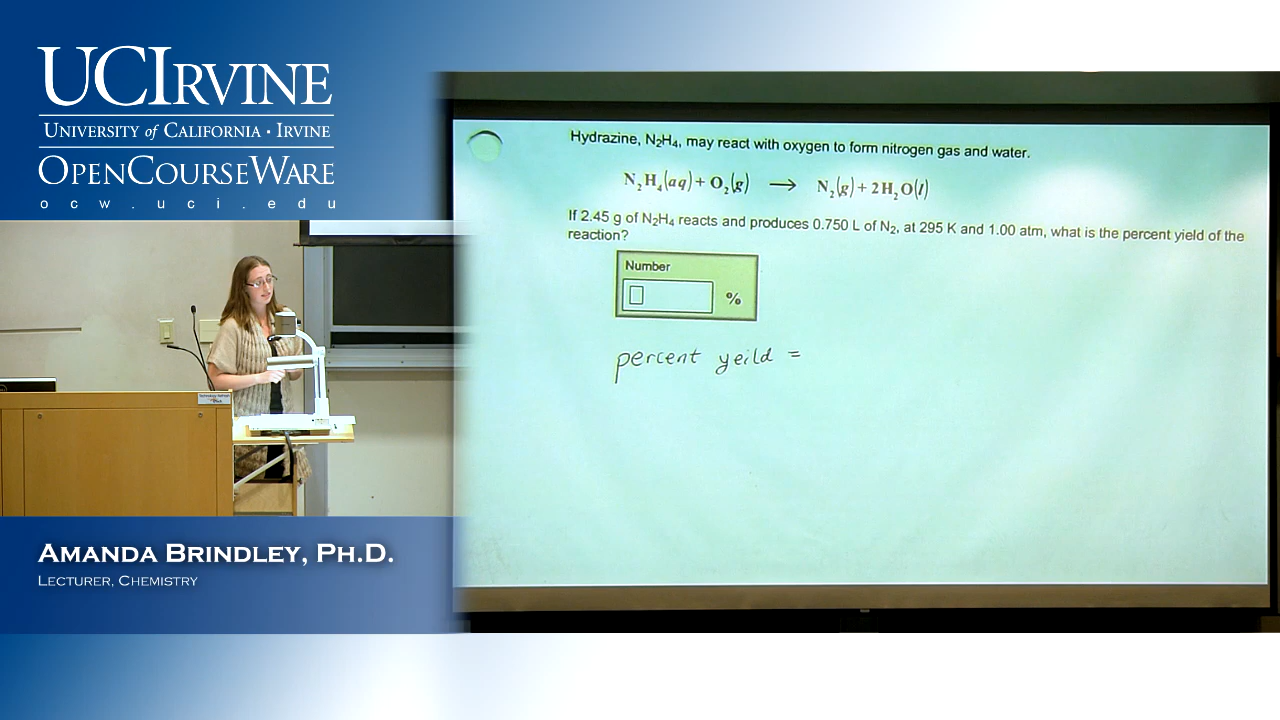 UCIRVINE
UNIVERSITY of CALIFORNIA · IRVINE
OPENCOURSEWARE
ocw.uci.edu
AMANDA BRINDLEY, PH.D.
LECTURER, CHEMISTRY
Hydrazine, N₂H₄, may react with oxygen to form nitrogen gas and water.
N₂H₄(aq) + O₂(g) → N₂(g) + 2H₂O(l)
If 2.45 g of N₂H₄ reacts and produces 0.750 L of N₂, at 295 K and 1.00 atm, what is the percent yield of the
reaction?
Number
%
percent yeild =